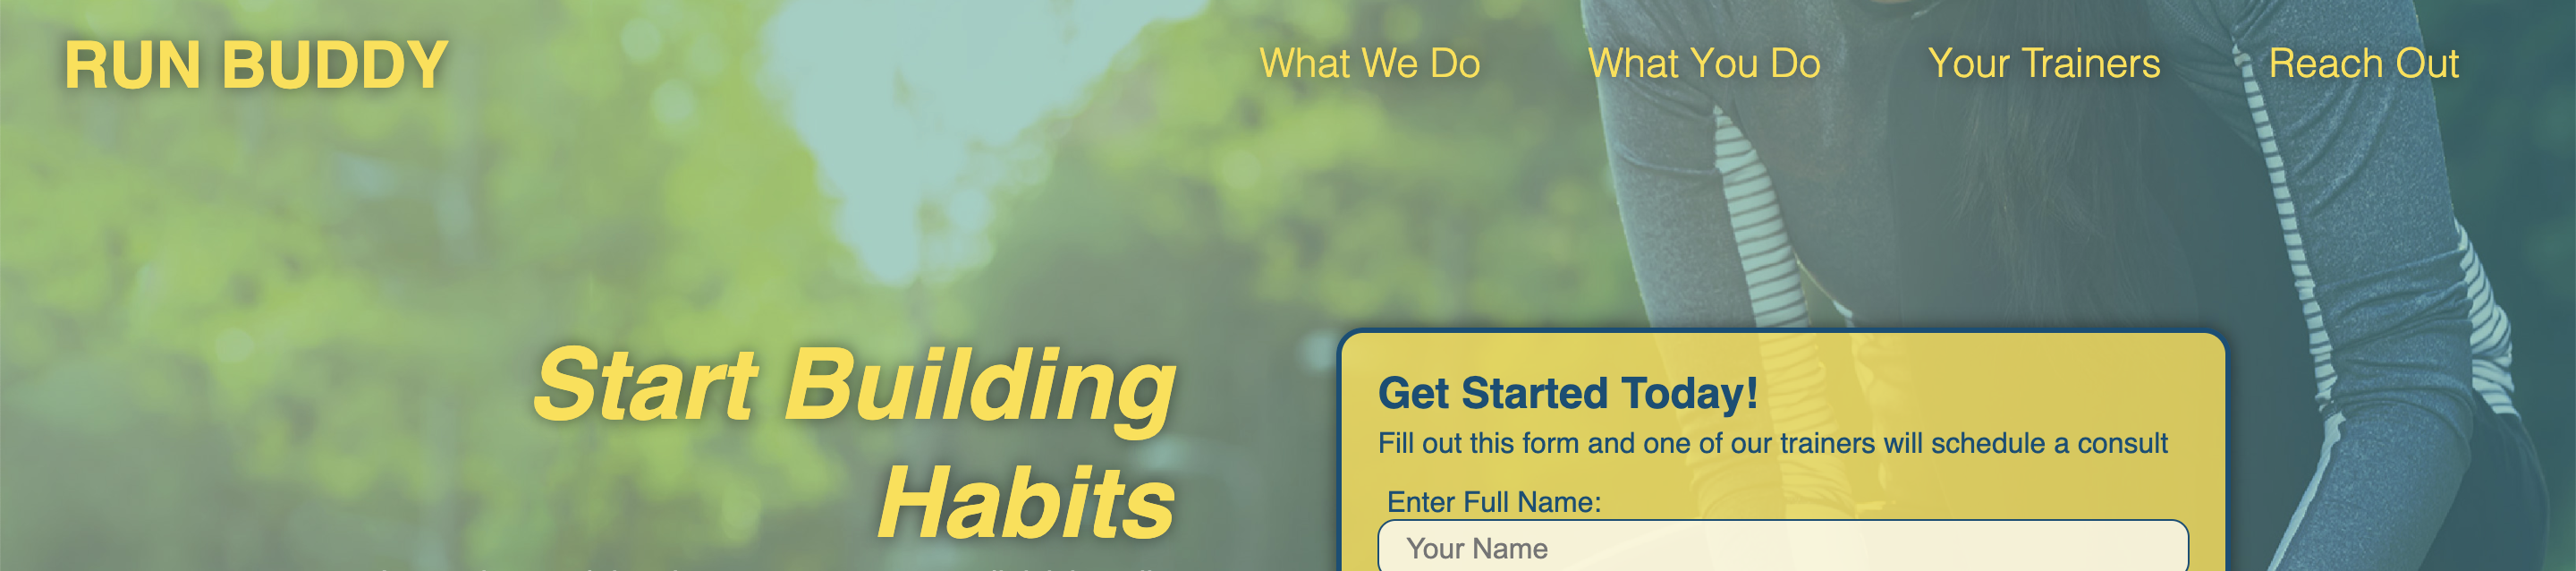 RUN BUDDY
What We Do
What You Do
Your Trainers
Reach Out
Start Building
Habits
Get Started Today!
Fill out this form and one of our trainers will schedule a consult
Enter Full Name:
Your Name